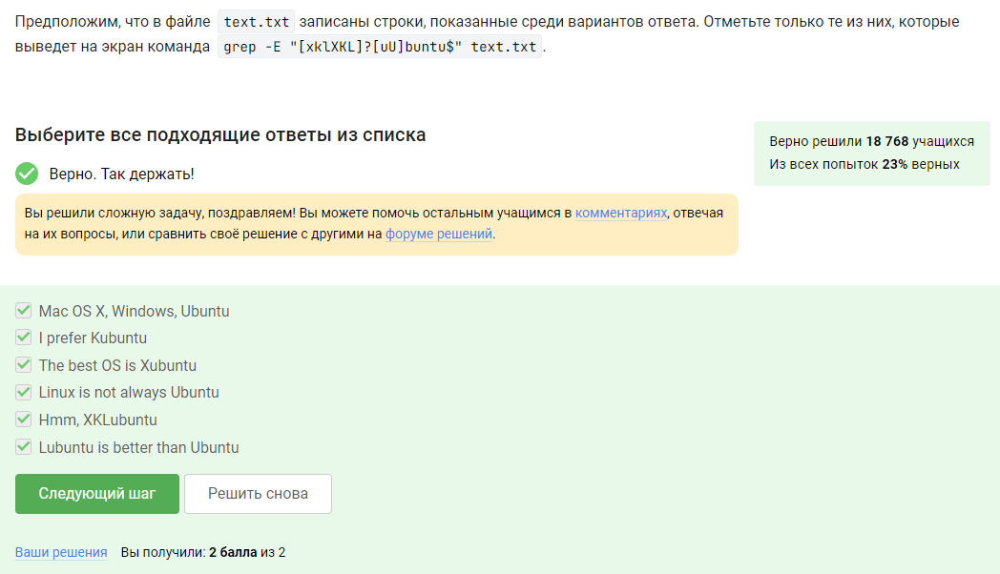 Предположим, что в файле text.txt записаны строки, показанные среди вариантов ответа. Отметьте только те из них, которые
выведет на экран команда grep -E "[xklXKL]?[uU]buntu$" text.txt.
Выберите все подходящие ответы из списка
Верно. Так держать!
Вы решили сложную задачу, поздравляем! Вы можете помочь остальным учащимся в комментариях, отвечая
на их вопросы, или сравнить своё решение с другими на форуме решений.
Верно решили 18 768 учащихся
Из всех попыток 23% верных
Mac OS X, Windows, Ubuntu
I prefer Kubuntu
The best OS is Xubuntu
Linux is not always Ubuntu
Hmm, XKLubuntu
Lubuntu is better than Ubuntu
Следующий шаг
Решить снова
Ваши решения Вы получили: 2 балла из 2